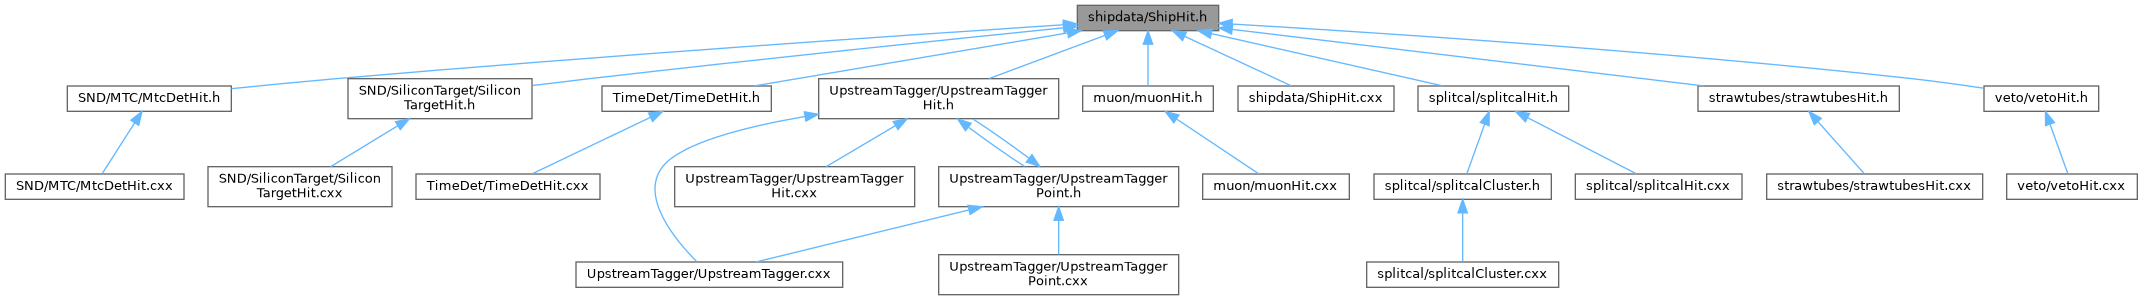 shipdata/ShipHit.h
SND/MTC/MtcDetHit.h
SND/SiliconTarget/Silicon
TargetHit.h
TimeDet/TimeDetHit.h
UpstreamTagger/UpstreamTagger
Hit.h
muon/muonHit.h
shipdata/ShipHit.cxx
splitcal/splitcalHit.h
strawtubes/strawtubesHit.h
veto/vetoHit.h
SND/MTC/MtcDetHit.cxx
SND/SiliconTarget/Silicon
TargetHit.cxx
TimeDet/TimeDetHit.cxx
UpstreamTagger/UpstreamTagger
Hit.cxx
UpstreamTagger/UpstreamTagger
Point.h
muon/muonHit.cxx
splitcal/splitcalCluster.h
splitcal/splitcalHit.cxx
strawtubes/strawtubesHit.cxx
veto/vetoHit.cxx
UpstreamTagger/UpstreamTagger.cxx
UpstreamTagger/UpstreamTagger
Point.cxx
splitcal/splitcalCluster.cxx